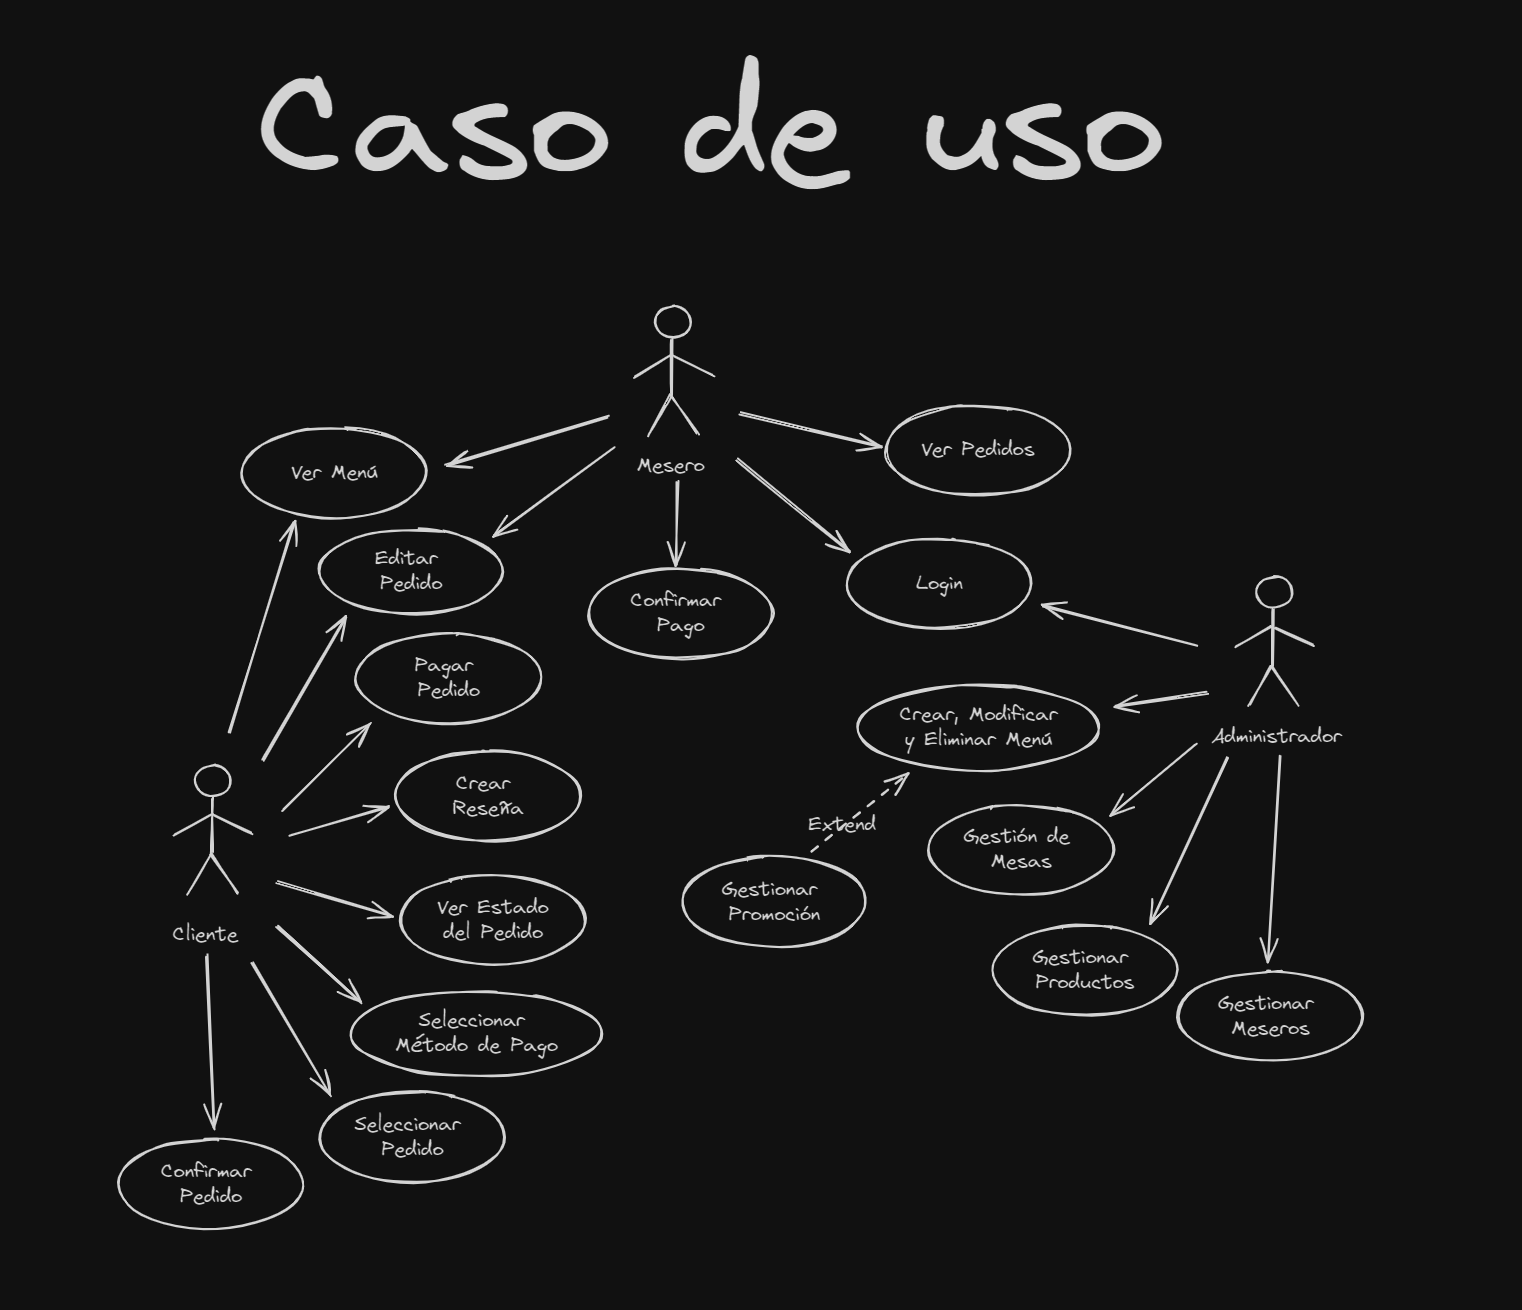 Caso de uso
Mesero
Ver Pedidos
Ver Menú
Editar
Pedido
Confirmar
Pago
Login
Pagar
Pedido
Crear, Modificar
y Eliminar Menú
Administrador
Crear
Reseña
Extend
Gestión de
Mesas
Gestionar
Promoción
Ver Estado
del Pedido
Cliente
Gestionar
Productos
Gestionar
Meseros
Seleccionar
Método de Pago
Seleccionar
Pedido
Confirmar
Pedido